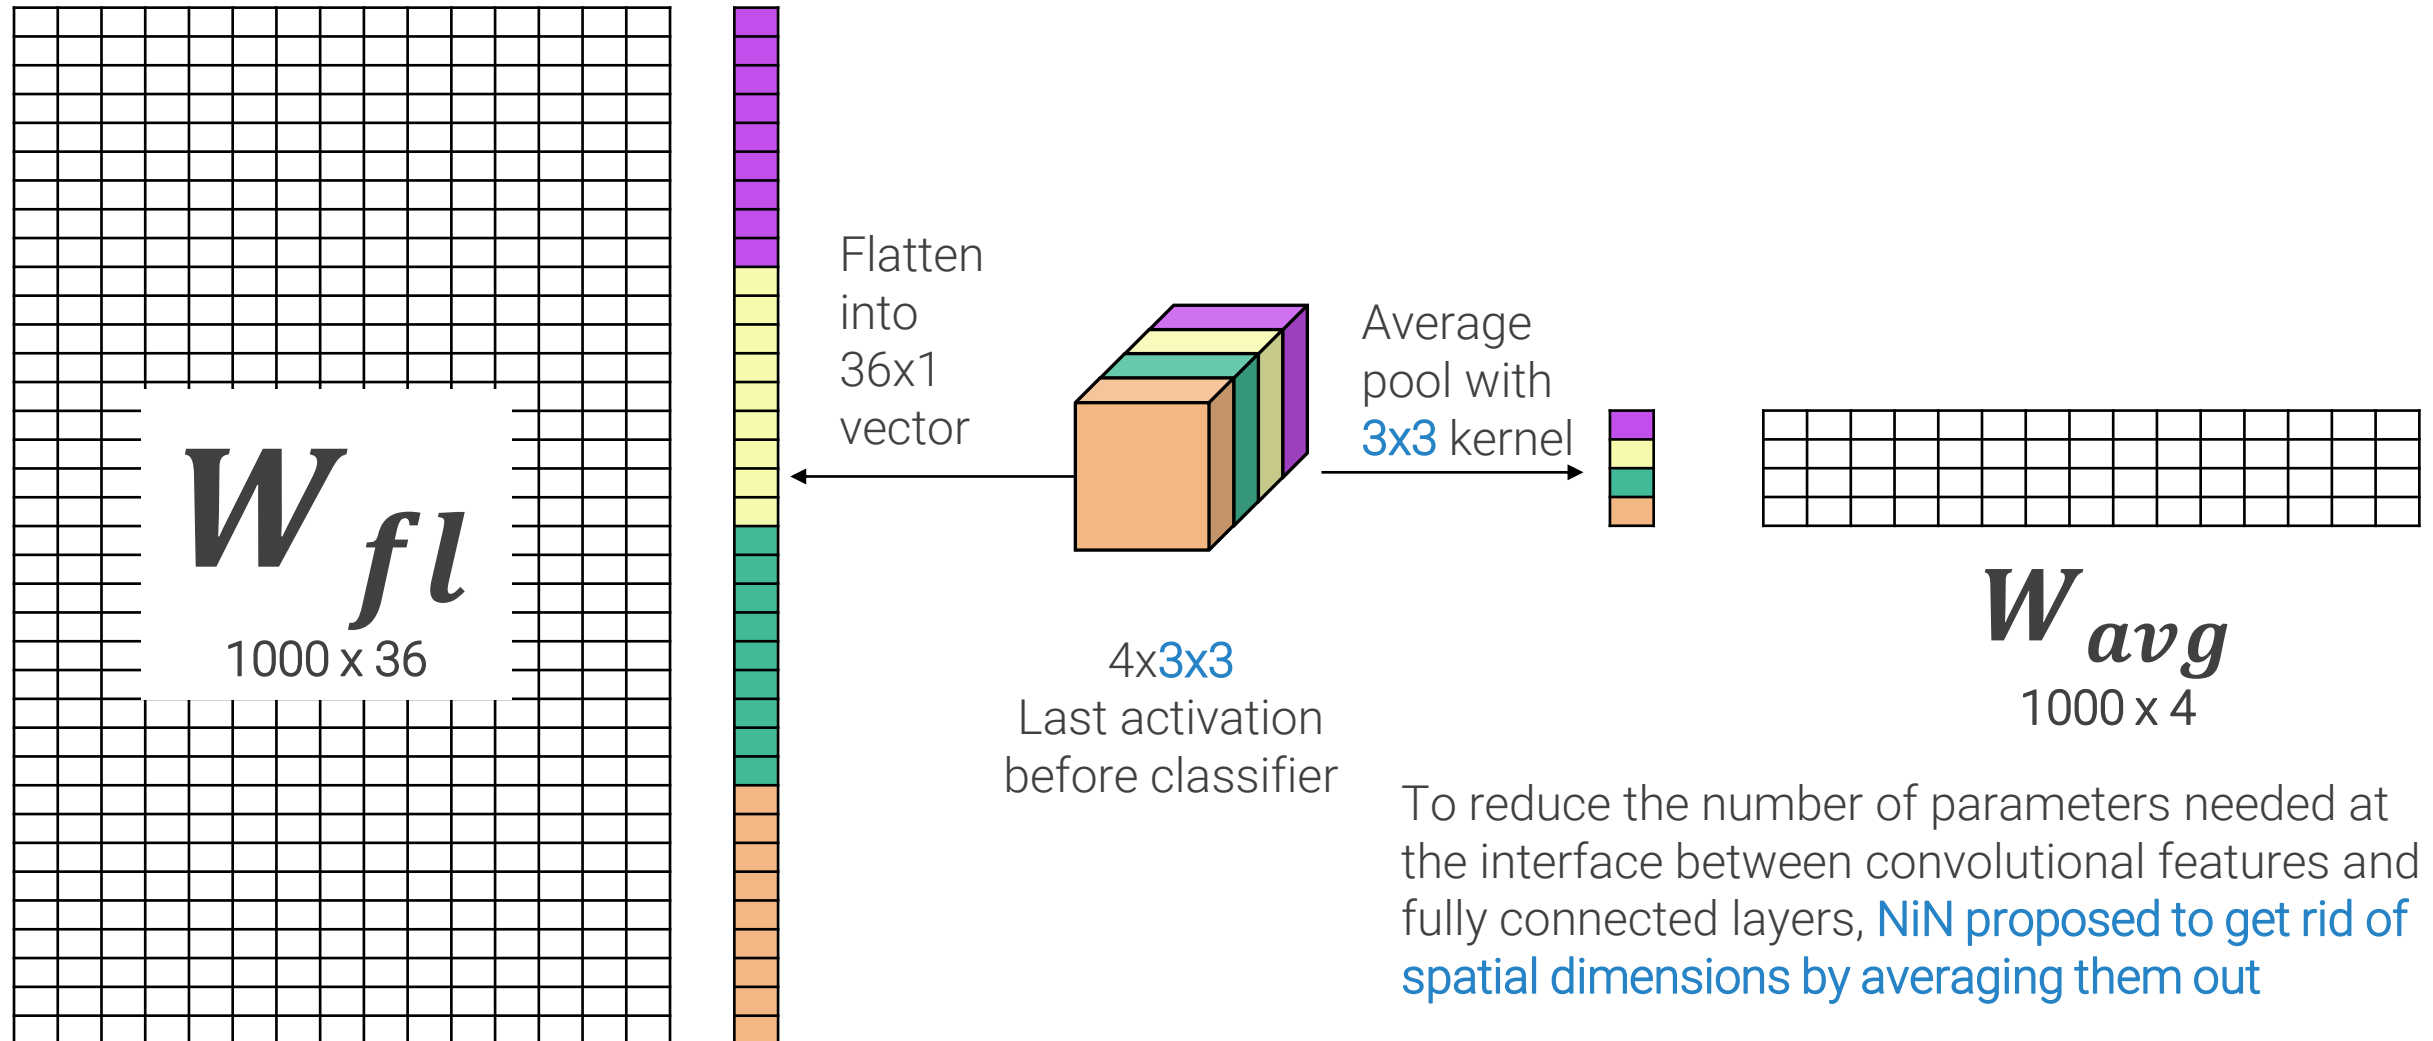 W fl
1000 x 36
Flatten
into
36x1
vector
4x3x3
Last activation
before classifier
Average
pool with
3x3 kernel
W avg
1000 x 4
To reduce the number of parameters needed at
the interface between convolutional features and
fully connected layers, NiN proposed to get rid of
spatial dimensions by averaging them out